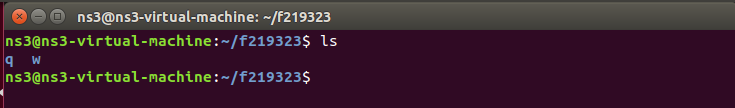 ns3@ns3-virtual-machine: ~/f219323
ns3@ns3-virtual-machine:~/f219323$ ls
q  w
ns3@ns3-virtual-machine:~/f219323$